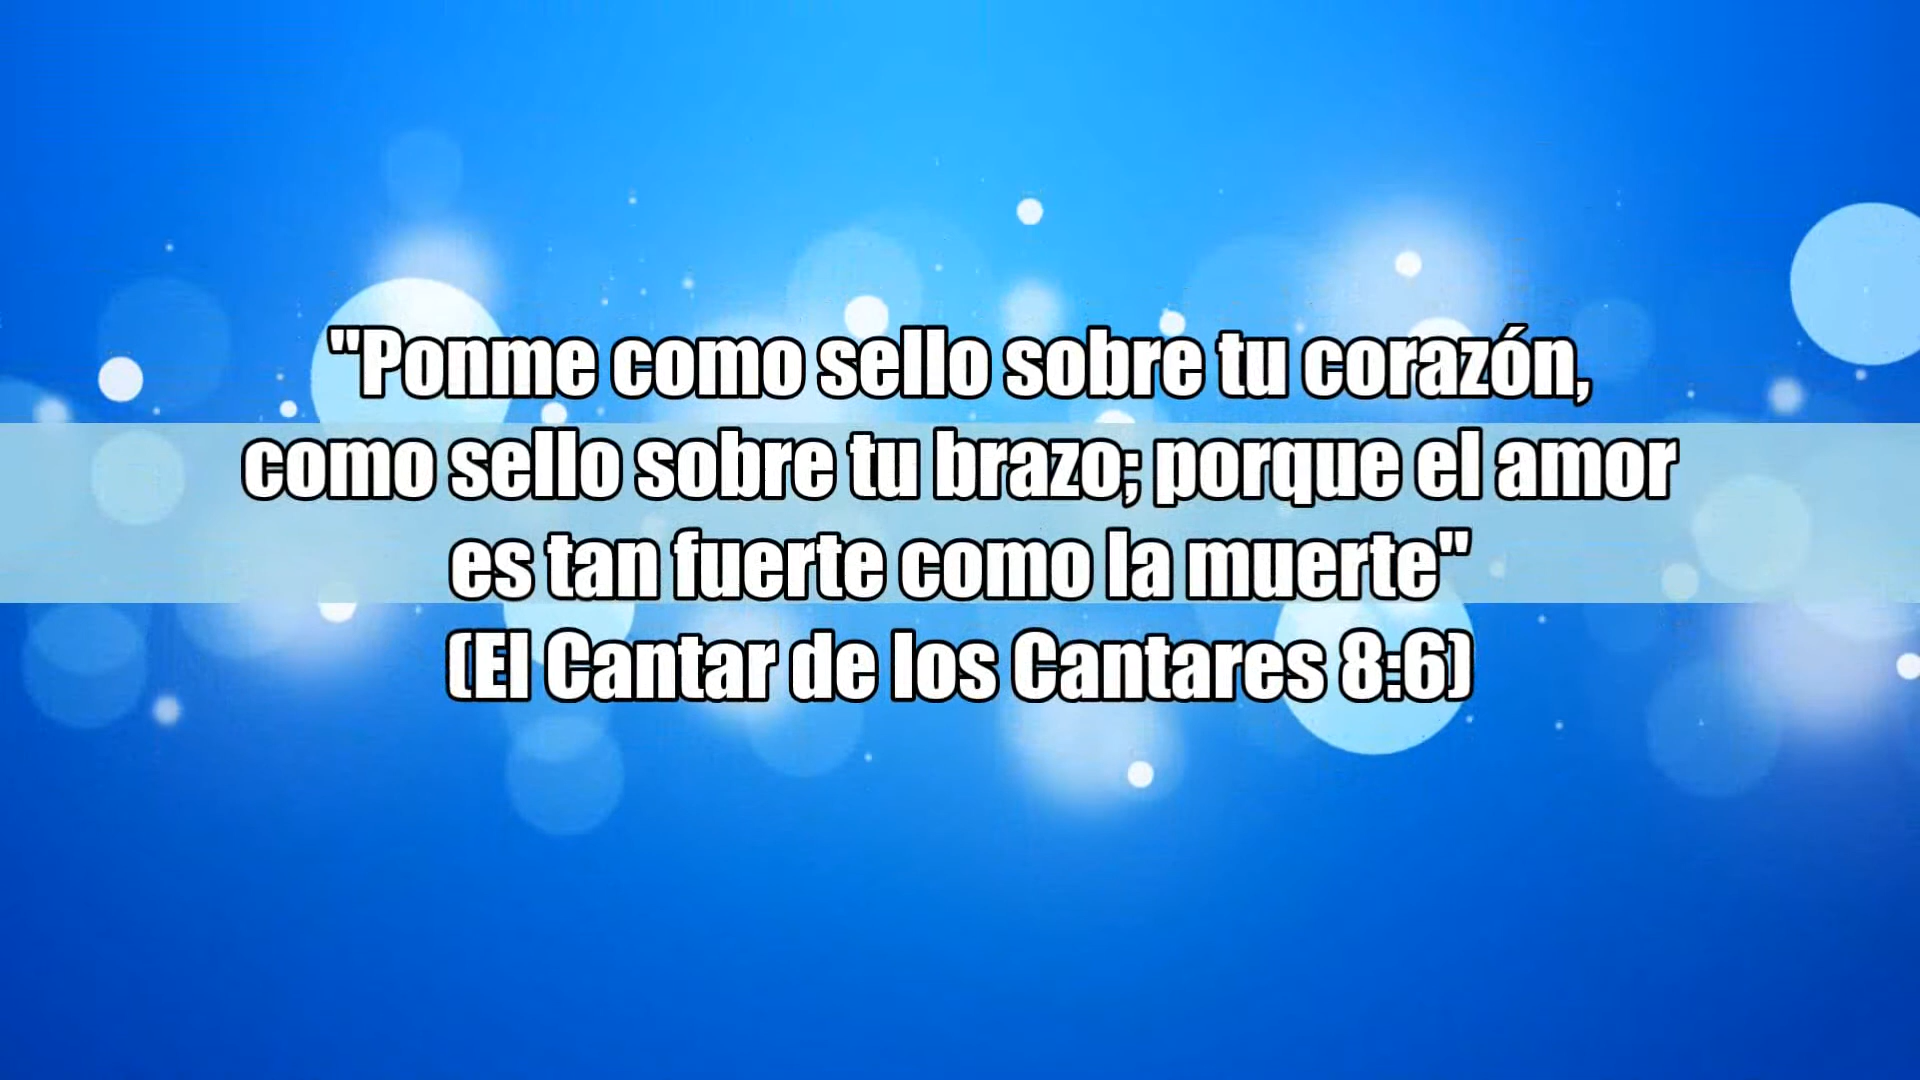 "Ponme como sello sobre tu corazón,
como sello sobre tu brazo; porque el amor
es tan fuerte como la muerte"
(El Cantar de los Cantares 8:6)